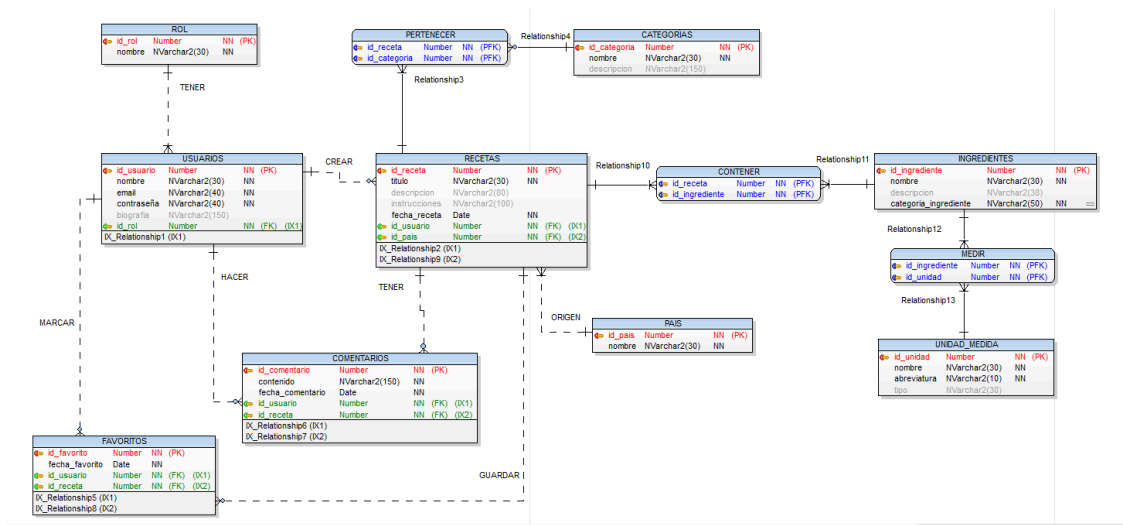 ROL
id_rol Number NN (PK)
nombre NVarchar2(30) NN
TENER
PERTENECER
id_receta Number NN (PFK)
id_categoria Number NN (PFK)
Relationship4
CATEGORIAS
id_categoria Number NN (PK)
nombre NVarchar2(30) NN
descripcion NVarchar2(150)
Relationship3
USUARIOS
id_usuario Number NN (PK)
nombre NVarchar2(30) NN
email NVarchar2(40) NN
contraseña NVarchar2(40) NN
biografia NVarchar2(150)
id_rol Number NN (FK) (IX1)
IX_Relationship1 (IX1)
CREAR
RECETAS
id_receta Number NN (PK)
titulo NVarchar2(30) NN
descripcion NVarchar2(80)
instrucciones NVarchar2(100)
fecha_receta Date NN
id_usuario Number NN (FK) (IX1)
id_pais Number NN (FK) (IX2)
IX_Relationship2 (IX1)
IX_Relationship9 (IX2)
Relationship10
CONTENER
id_receta Number NN (PFK)
id_ingrediente Number NN (PFK)
Relationship11
INGREDIENTES
id_ingrediente Number NN (PK)
nombre NVarchar2(30) NN
descripcion NVarchar2(38)
categoria_ingrediente NVarchar2(50) NN
Relationship12
MEDIR
id_ingrediente Number NN (PFK)
id_unidad Number NN (PFK)
Relationship13
UNIDAD_MEDIDA
id_unidad Number NN (PK)
nombre NVarchar2(30) NN
abreviatura NVarchar2(10) NN
tipo NVarchar2(30)
HACER
TENER
MARCAR
ORIGEN
PAIS
id_pais Number NN (PK)
nombre NVarchar2(30) NN
COMENTARIOS
id_comentario Number NN (PK)
contenido NVarchar2(150) NN
fecha_comentario Date NN
id_usuario Number NN (FK) (IX1)
id_receta Number NN (FK) (IX2)
IX_Relationship6 (IX1)
IX_Relationship7 (IX2)
FAVORITOS
id_favorito Number NN (PK)
fecha_favorito Date NN
id_usuario Number NN (FK) (IX1)
id_receta Number NN (FK) (IX2)
IX_Relationship5 (IX1)
IX_Relationship8 (IX2)
GUARDAR